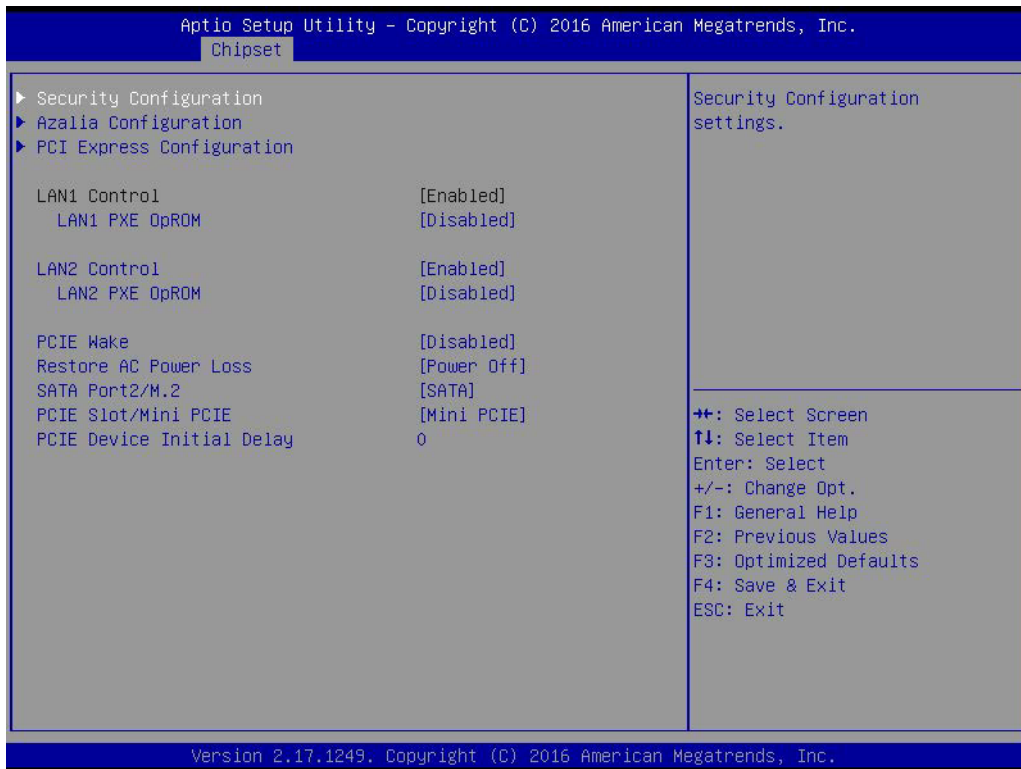 Aptio Setup Utility – Copyright (C) 2016 American Megatrends, Inc.
Chipset
▶ Security Configuration
▶ Azalia Configuration
▶ PCI Express Configuration
LAN1 Control [Enabled]
LAN1 PXE OpROM [Disabled]
LAN2 Control [Enabled]
LAN2 PXE OpROM [Disabled]
PCIE Wake [Disabled]
Restore AC Power Loss [Power Off]
SATA Port2/M.2 [SATA]
PCIE Slot/Mini PCIE [Mini PCIE]
PCIE Device Initial Delay 0
Security Configuration
settings.
→←: Select Screen
↑↓: Select Item
Enter: Select
+/-: Change Opt.
F1: General Help
F2: Previous Values
F3: Optimized Defaults
F4: Save & Exit
ESC: Exit
Version 2.17.1249. Copyright (C) 2016 American Megatrends, Inc.